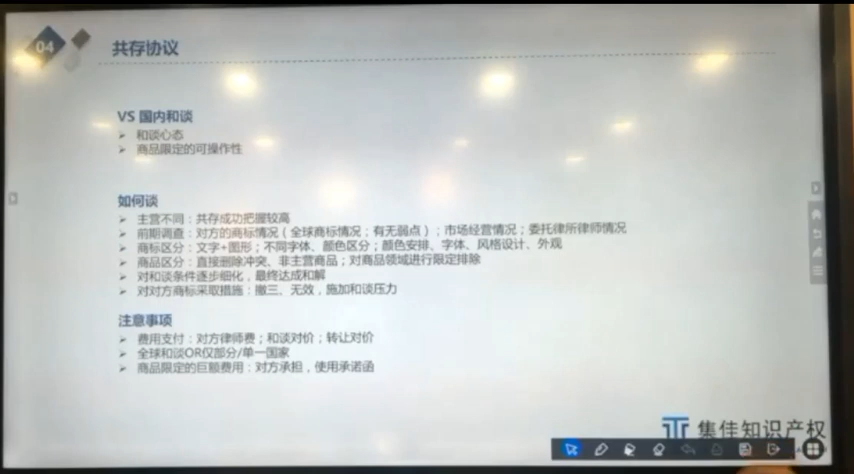 04
共存协议
VS 国内和谈
和谈心态
商品限定的可操作性
如何谈
主营不同：共存成功把握较高
前期调查：对方的商标情况（全球商标情况；有无弱点）；市场经营情况；委托律所律师情况
商标区分：文字+图形；不同字体、颜色区分；颜色安排、字体、风格设计、外观
商品区分：直接删除冲突、非主营商品；对商品领域进行限定排除
对和谈条件逐步细化，最终达成和解
对对方商标采取措施：撤三、无效，施加和谈压力
注意事项
费用支付：对方律师费；和谈对价；转让对价
全球和谈OR仅部分/单一国家
商品限定的巨额费用：对方承担，使用承诺函
集佳知识产权